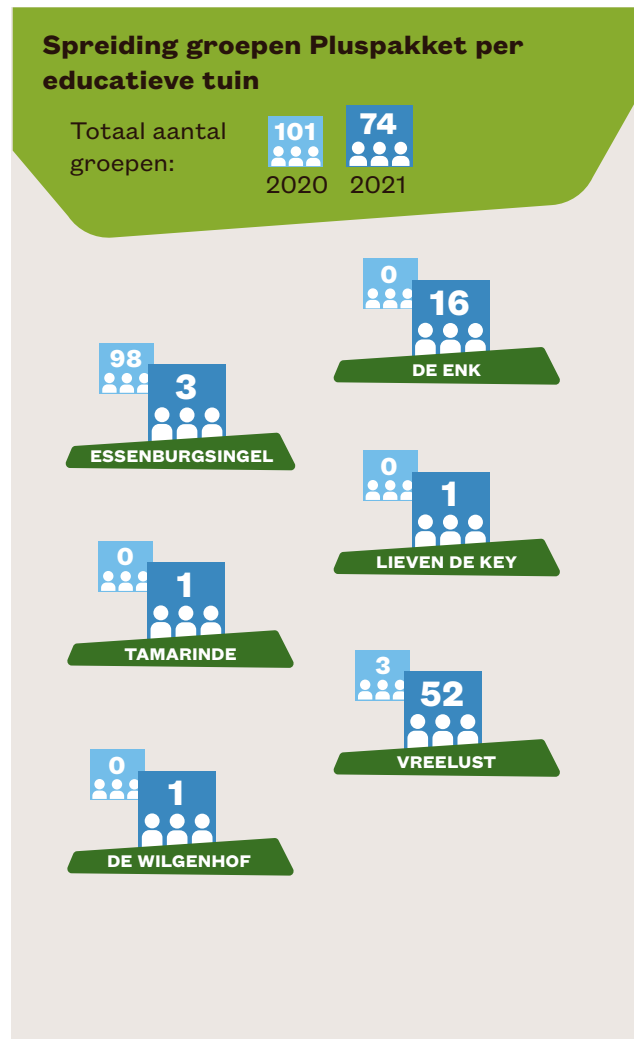 Spreiding groepen Pluspakket per
educatieve tuin
Totaal aantal
groepen:
101
74
2020
2021
98
3
ESSENBURGSINGEL
0
16
DE ENK
0
1
LIEVEN DE KEY
0
1
TAMARINDE
3
52
VREELUST
0
1
DE WILGENHOF